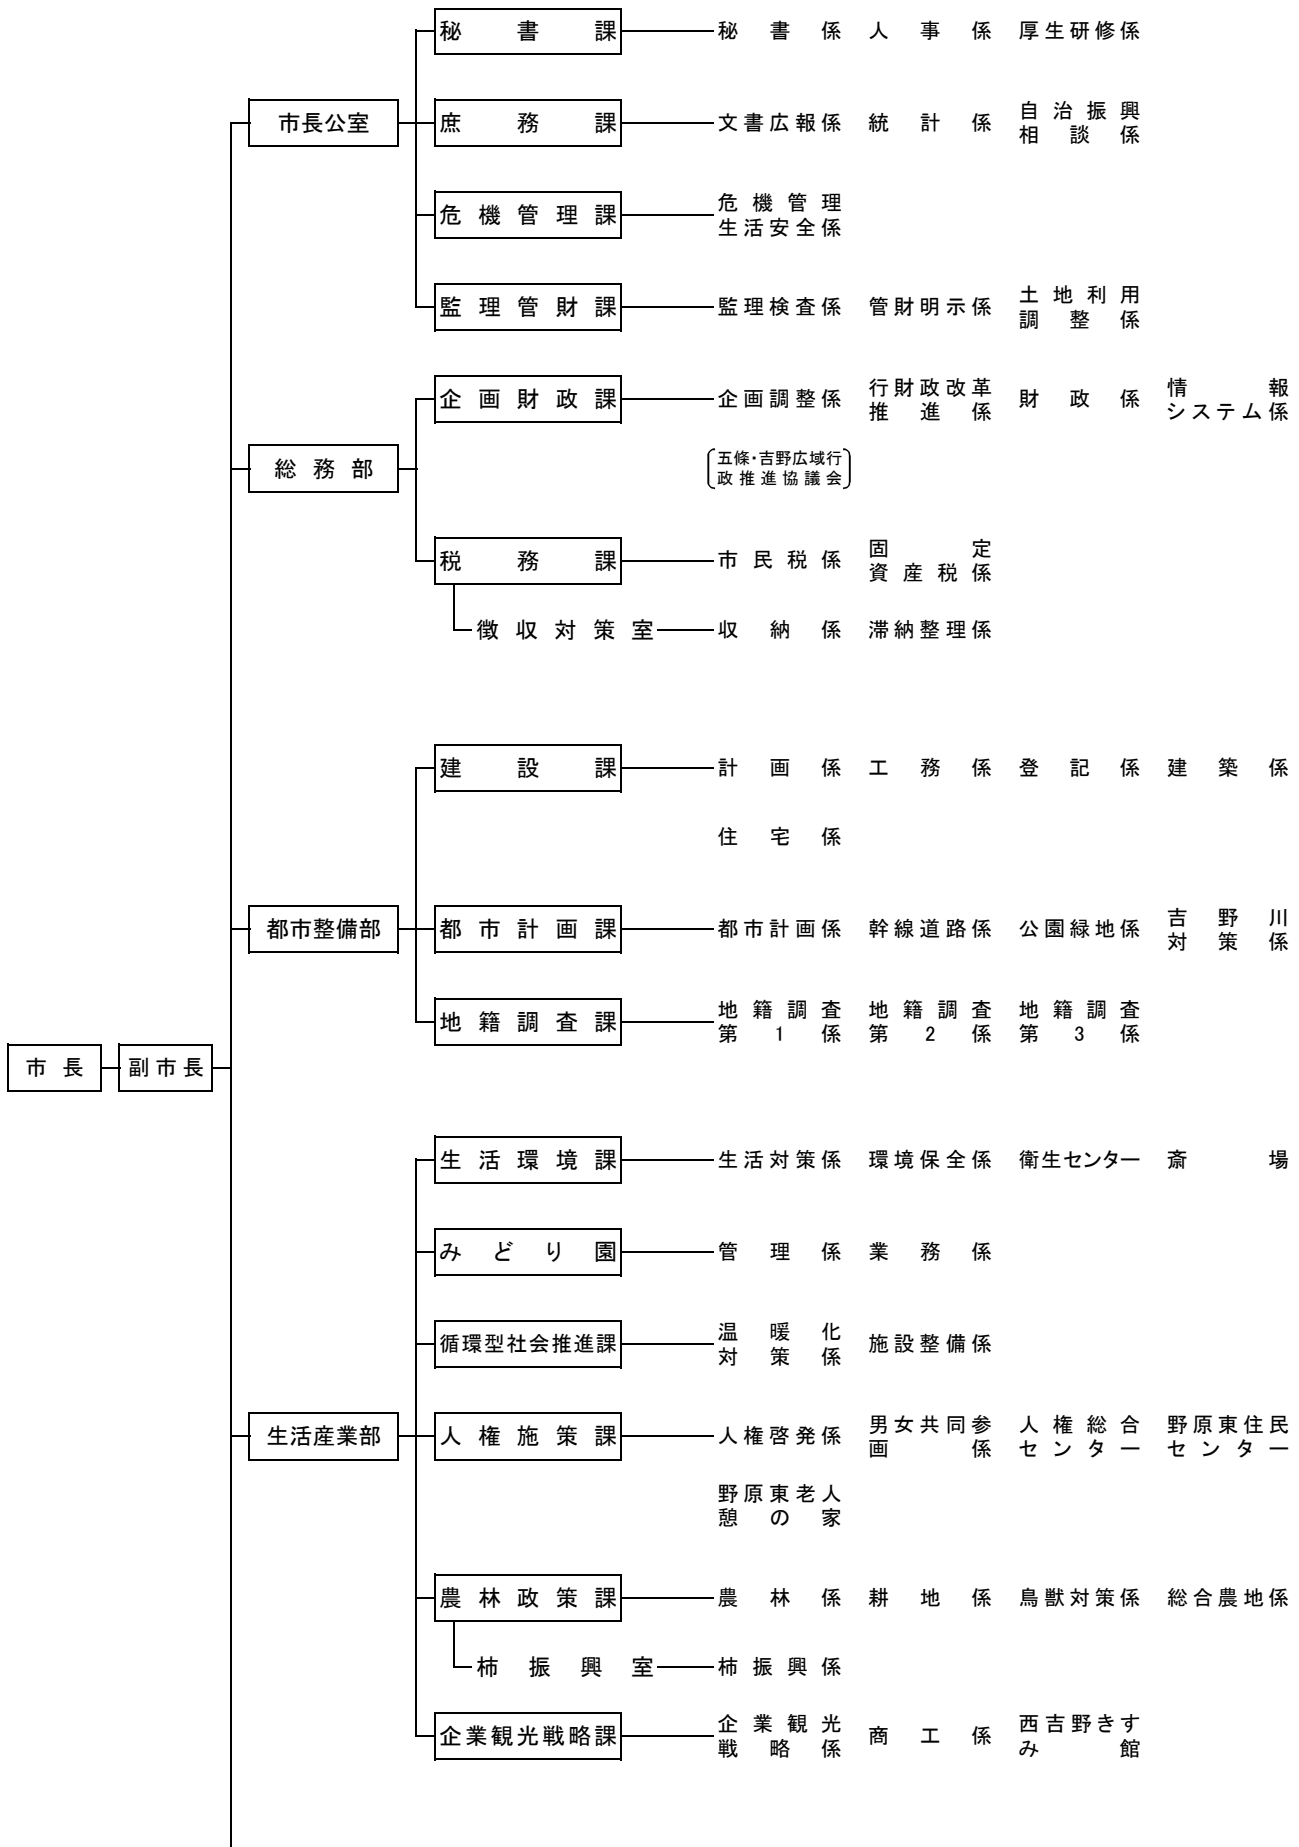 秘書課 秘書係 人事係 厚生研修係
市長公室 庶務課 文書広報係 統計係 自治振興
相談係
危機管理課 危機管理
生活安全係
監理管財課 監理検査係 管財明示係 土地利用
調整係
企画財政課 企画調整係 行財政改革
推進係 財政係 情報
システム係
総務部 五條・吉野広域行
政推進協議会
税務課 市民税係 固定
資産税係
徴収対策室 収納係 滞納整理係
建設課 計画係 工務係 登記係 建築係
住宅係
都市整備部 都市計画課 都市計画係 幹線道路係 公園緑地係 吉野川
対策係
地籍調査課 地籍調査
第1係 地籍調査
第2係 地籍調査
第3係
市長 副市長
生活環境課 生活対策係 環境保全係 衛生センター 斎場
みどり園 管理係 業務係
循環型社会推進課 温暖化
対策係 施設整備係
生活産業部 人権施策課 人権啓発係 男女共同参
画係 人権総合
センター 野原東住民
センター
野原東老人
憩の家
農林政策課 農林係 耕地係 鳥獣対策係 総合農地係
柿振興室 柿振興係
企業観光戦略課 企業観光
戦略係 商工係 西吉野きす
み館